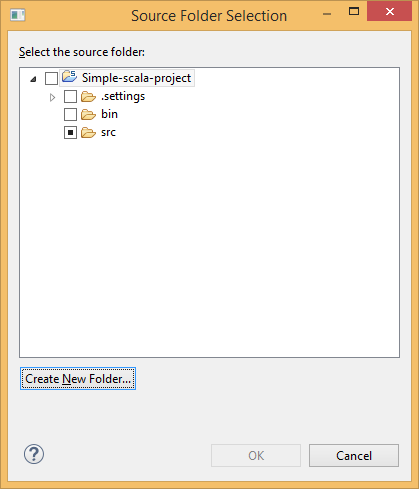 Source Folder Selection
Select the source folder:
Simple-scala-project
.settings
bin
src
Create New Folder...
OK
Cancel